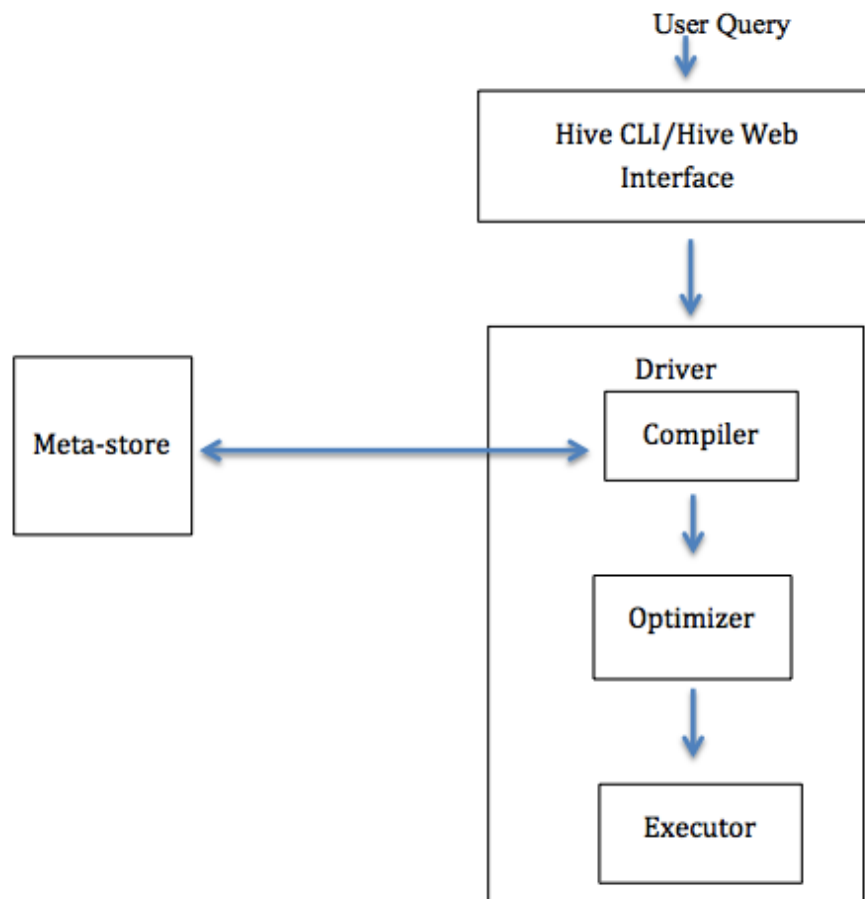 User Query
Hive CLI/Hive Web
Interface
Driver
Meta-store
Compiler
Optimizer
Executor